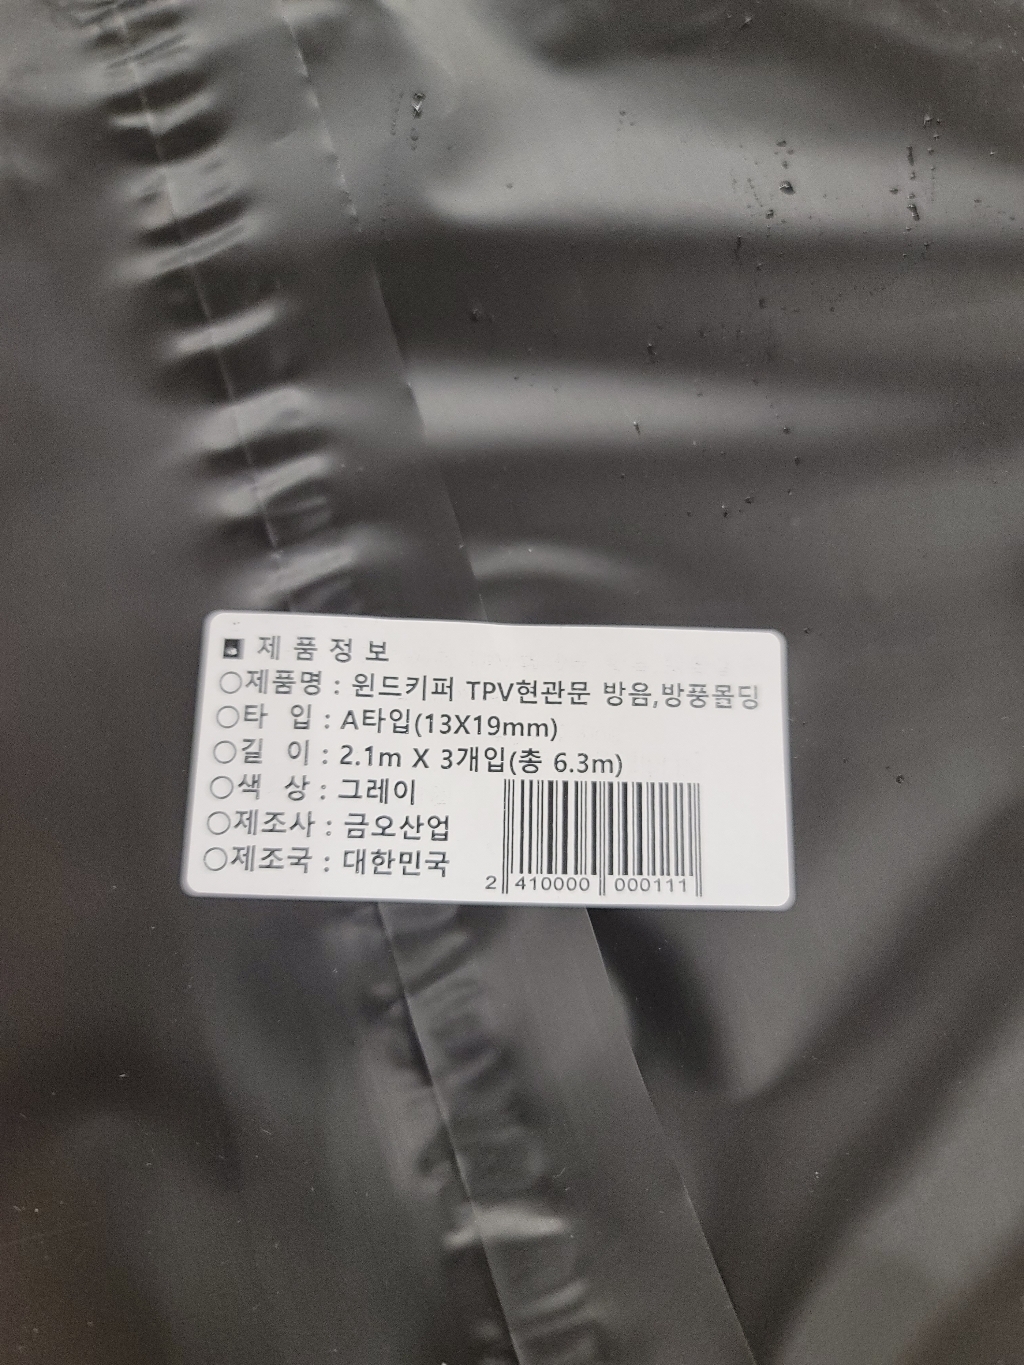 ◘ 제 품 정 보
○제품명 : 윈드키퍼 TPV현관문 방음,방풍몰딩
○타 입 : A타입(13X19mm)
○길 이 : 2.1m X 3개입(총 6.3m)
○색 상 : 그레이
○제조사 : 금오산업
○제조국 : 대한민국
2 410000 000111